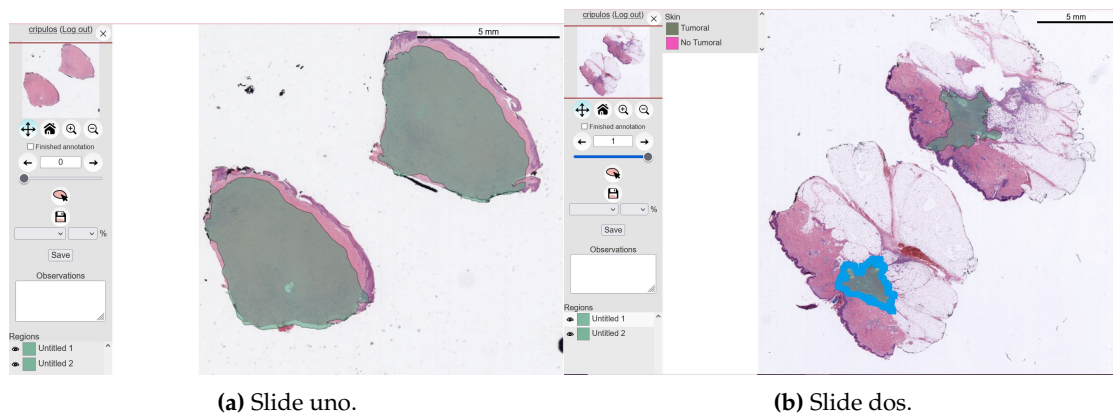 cripulos (Log out)
×
Finished annotation
0
%
Save
Observations
Regions
Untitled 1
Untitled 2
5 mm
cripulos (Log out)
×
Finished annotation
1
%
Save
Observations
Regions
Untitled 1
Untitled 2
Skin
Tumoral
No Tumoral
5 mm
(a) Slide uno.
(b) Slide dos.